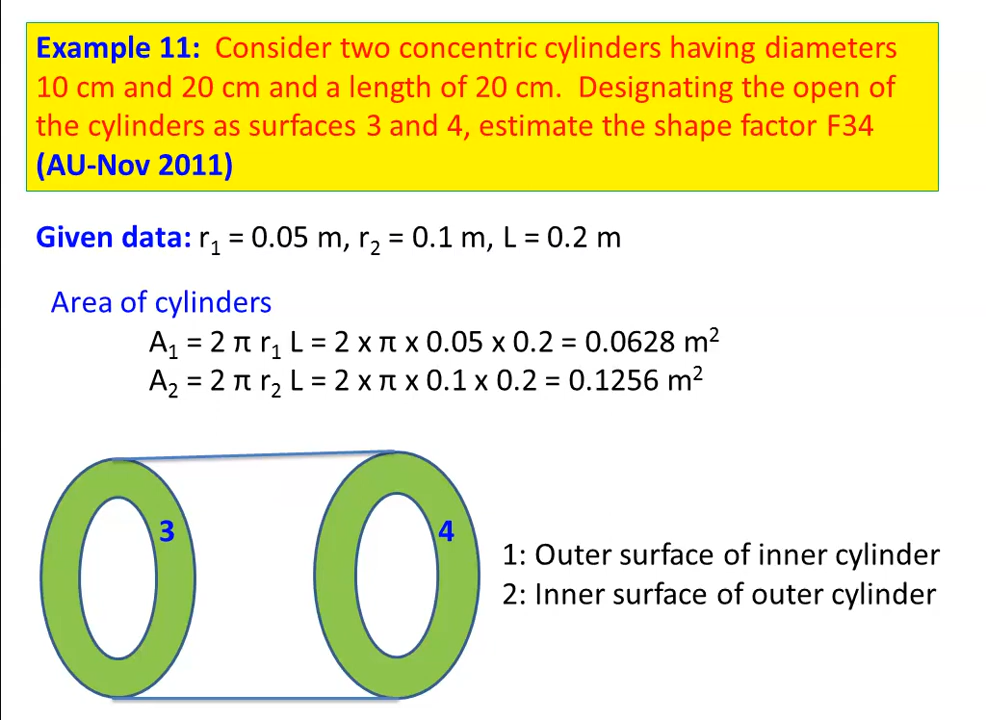 Example 11: Consider two concentric cylinders having diameters
10 cm and 20 cm and a length of 20 cm. Designating the open of
the cylinders as surfaces 3 and 4, estimate the shape factor F34
(AU-Nov 2011)
Given data: r₁ = 0.05 m, r₂ = 0.1 m, L = 0.2 m
Area of cylinders
A₁ = 2 π r₁ L = 2 x π x 0.05 x 0.2 = 0.0628 m²
A₂ = 2 π r₂ L = 2 x π x 0.1 x 0.2 = 0.1256 m²
3
4
1: Outer surface of inner cylinder
2: Inner surface of outer cylinder